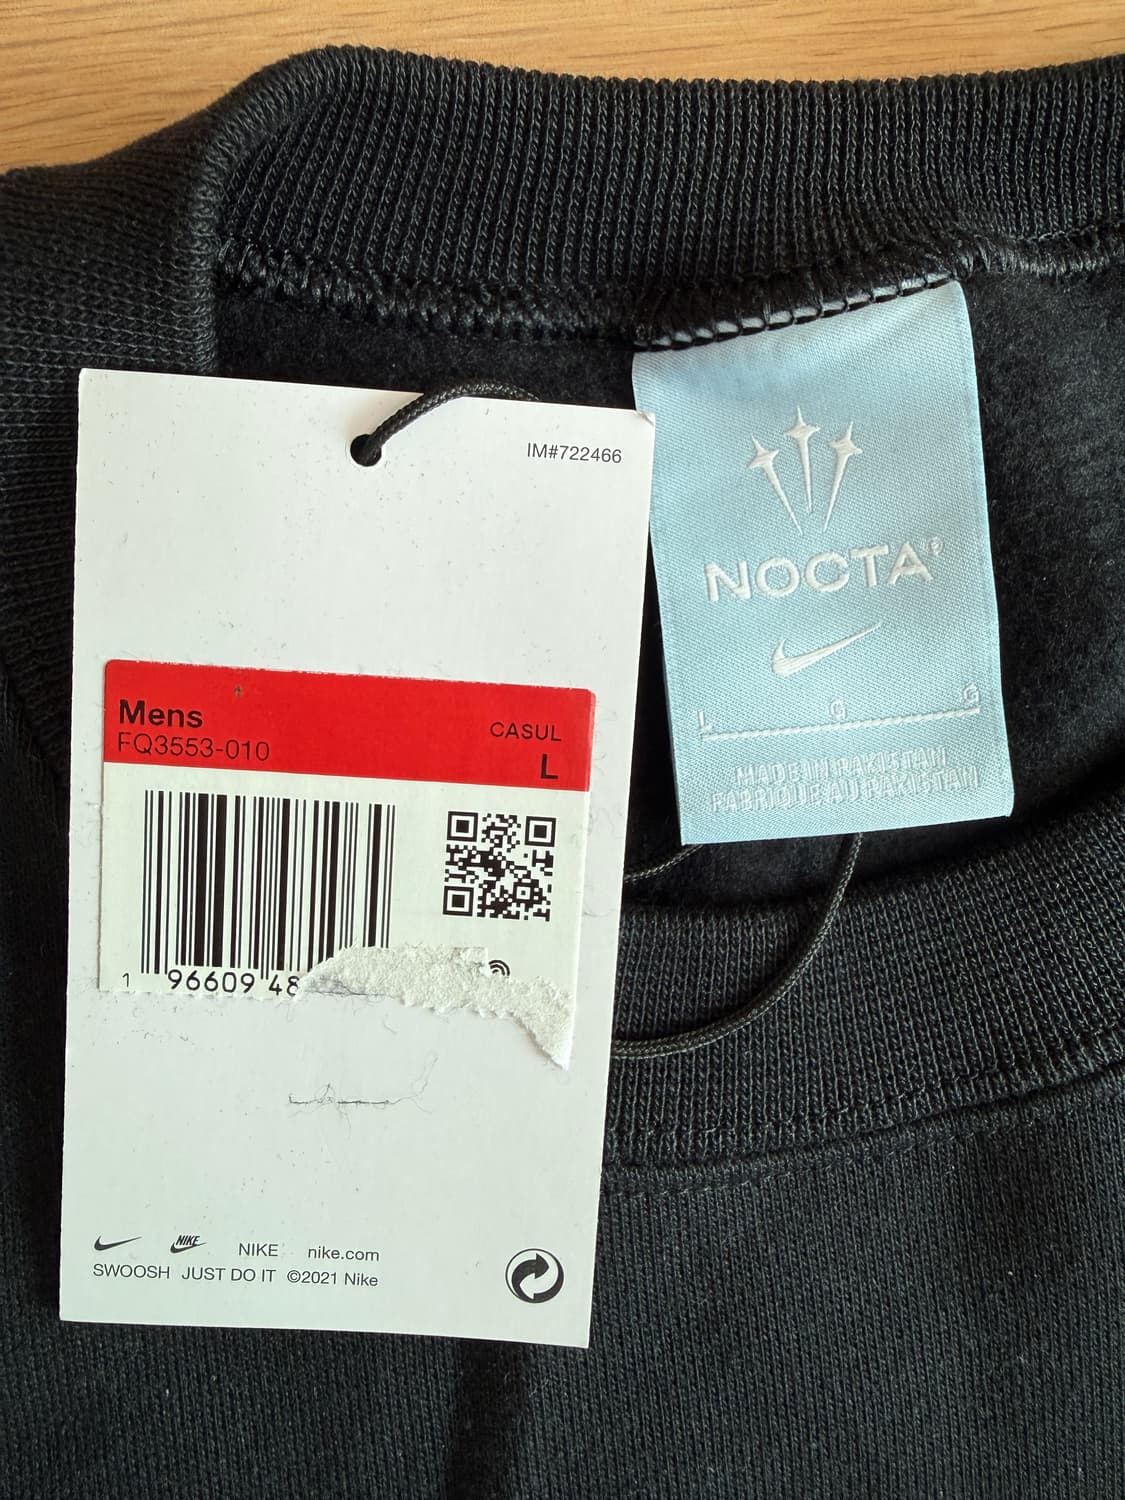 IM#722466
Mens
FQ3553-010
CASUL
L
1 96609 48
NIKE
NIKE nike.com
SWOOSH JUST DO IT ©2021 Nike
NOCTA®
L G G
MADE IN PAKISTAN
FABRIQUE AU PAKISTAN